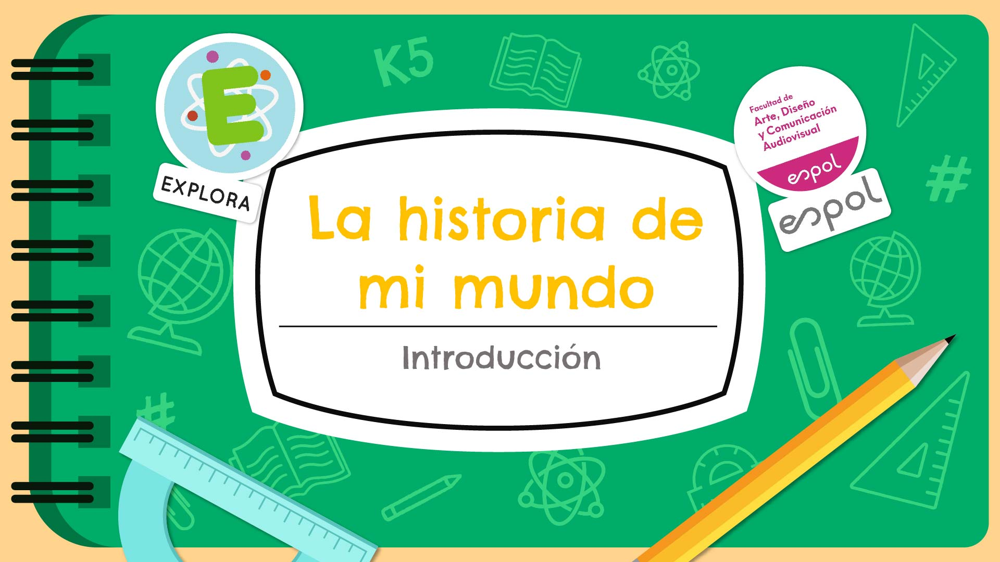 K5
EXPLORA
Facultad de
Arte, Diseño
y Comunicación
Audiovisual
espol
espol
#
La historia de
mi mundo
Introducción
#